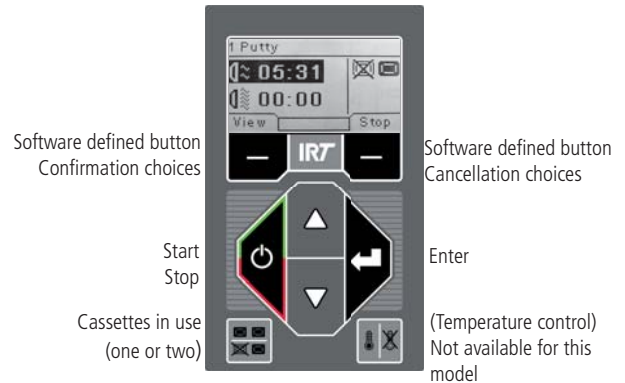 1 Putty
05:31
00:00
View Stop
IRT
Software defined button
Confirmation choices
Software defined button
Cancellation choices
Start
Stop
Enter
Cassettes in use
(one or two)
(Temperature control)
Not available for this
model